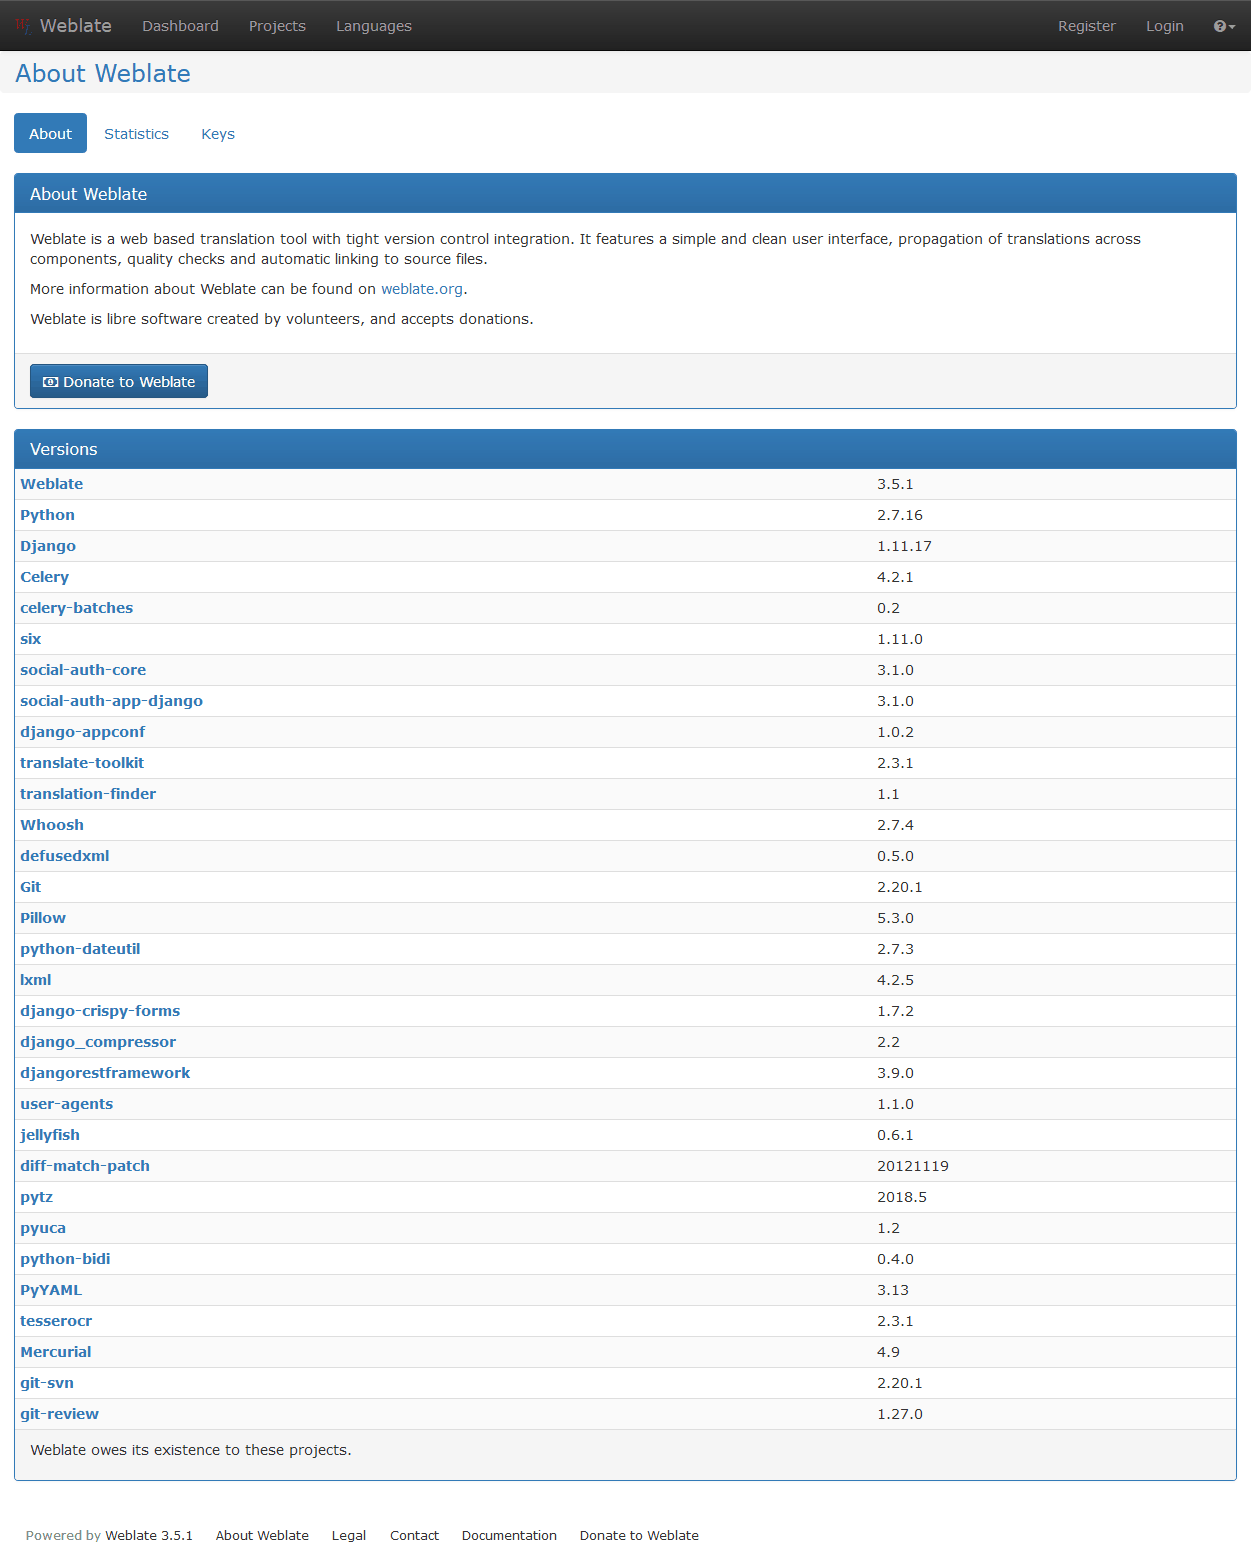 Weblate Dashboard Projects Languages Register Login
About Weblate
About Statistics Keys
About Weblate
Weblate is a web based translation tool with tight version control integration. It features a simple and clean user interface, propagation of translations across
components, quality checks and automatic linking to source files.
More information about Weblate can be found on weblate.org.
Weblate is libre software created by volunteers, and accepts donations.
Donate to Weblate
Versions
Weblate 3.5.1
Python 2.7.16
Django 1.11.17
Celery 4.2.1
celery-batches 0.2
six 1.11.0
social-auth-core 3.1.0
social-auth-app-django 3.1.0
django-appconf 1.0.2
translate-toolkit 2.3.1
translation-finder 1.1
Whoosh 2.7.4
defusedxml 0.5.0
Git 2.20.1
Pillow 5.3.0
python-dateutil 2.7.3
lxml 4.2.5
django-crispy-forms 1.7.2
django_compressor 2.2
djangorestframework 3.9.0
user-agents 1.1.0
jellyfish 0.6.1
diff-match-patch 20121119
pytz 2018.5
pyuca 1.2
python-bidi 0.4.0
PyYAML 3.13
tesserocr 2.3.1
Mercurial 4.9
git-svn 2.20.1
git-review 1.27.0
Weblate owes its existence to these projects.
Powered by Weblate 3.5.1 About Weblate Legal Contact Documentation Donate to Weblate